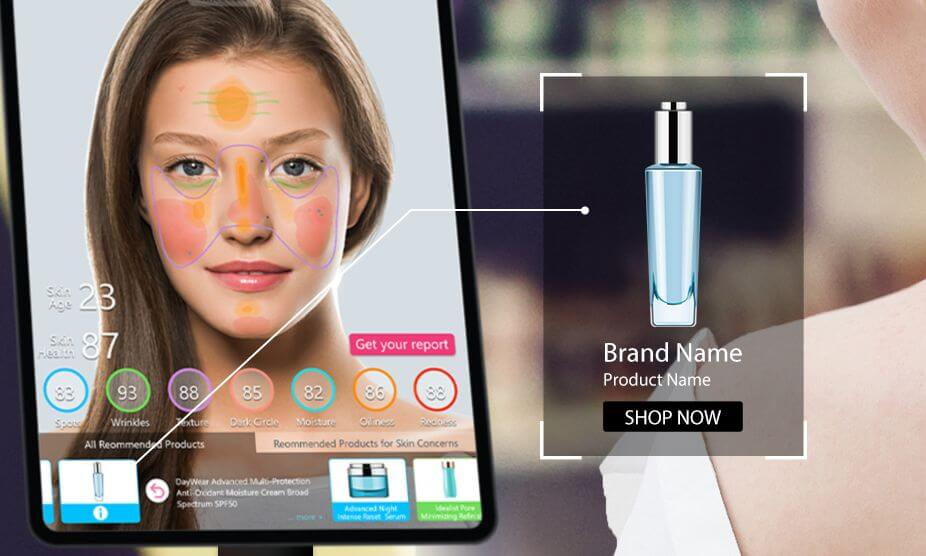 Skin
Age 23
Skin
Health 87
Get your report
83
93
88
85
82
86
88
Spots
Wrinkles
Texture
Dark Circle
Moisture
Oiliness
Redness
All Reommended Products
Reommended Products for Skin Concerns
DayWear Advanced Multi-Protection
Anti-Oxidant Moisture Cream Broad
Spectrum SPF50
... more >
Advanced Night
Intense Reset Serum
Idealist Pore
Minimizing Refinis
Brand Name
Product Name
SHOP NOW